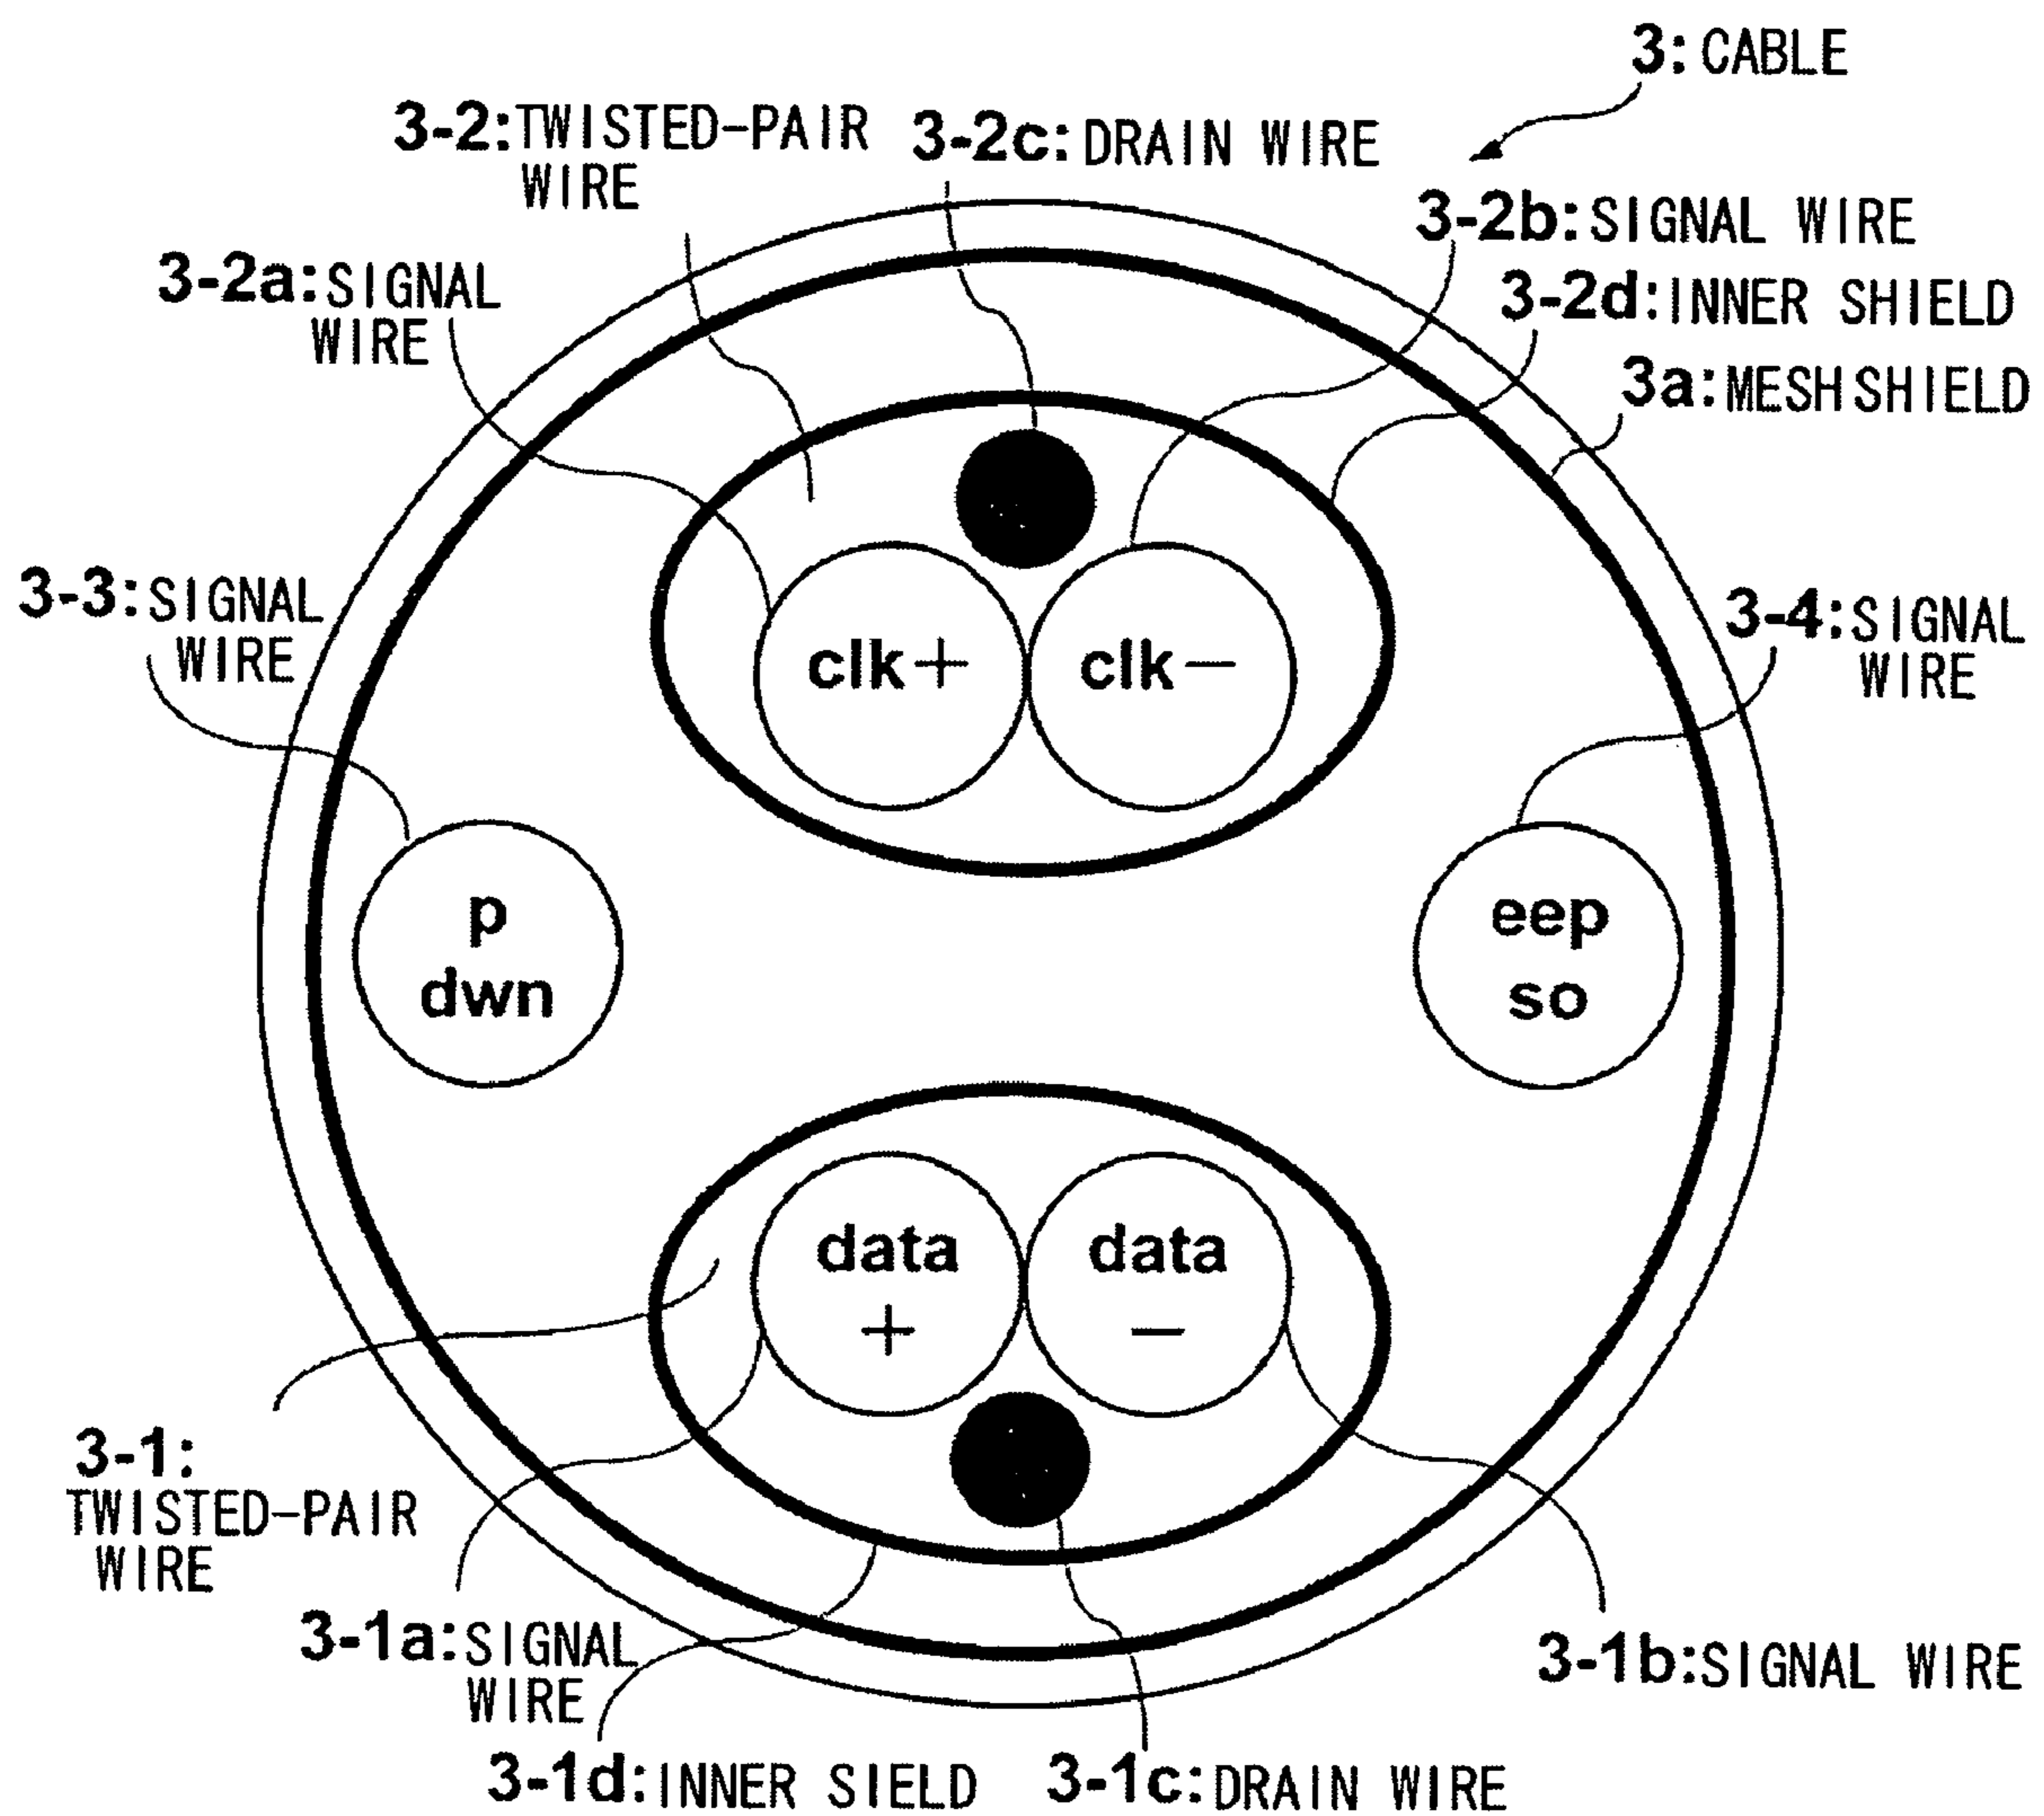 3: CABLE
3-2: TWISTED-PAIR
WIRE
3-2c: DRAIN WIRE
3-2b: SIGNAL WIRE
3-2a: SIGNAL
WIRE
3-2d: INNER SHIELD
3a: MESH SHIELD
3-3: SIGNAL
WIRE
3-4: SIGNAL
WIRE
clk+
clk−
p
dwn
eep
so
data
+
data
−
3-1:
TWISTED-PAIR
WIRE
3-1a: SIGNAL
WIRE
3-1b: SIGNAL WIRE
3-1d: INNER SIELD
3-1c: DRAIN WIRE